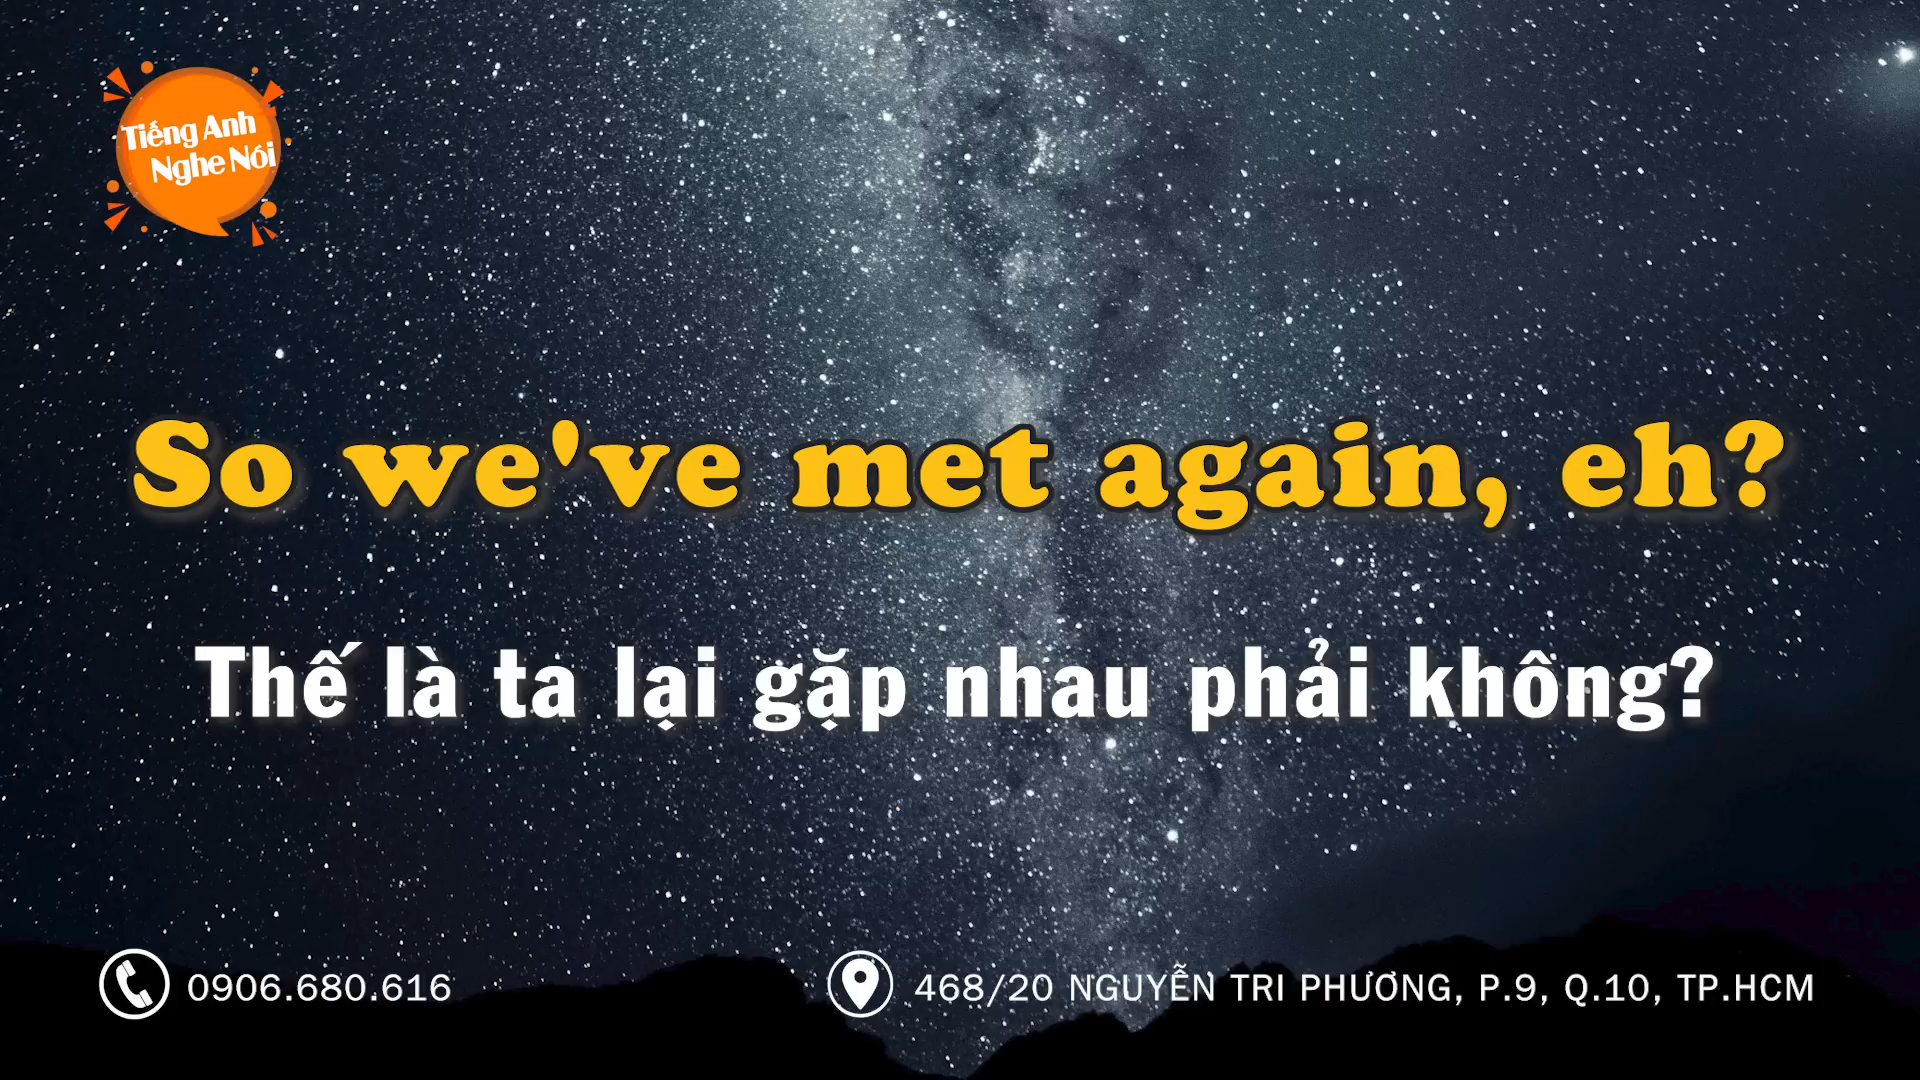 Tiếng Anh
Nghe Nói
So we've met again, eh?
Thế là ta lại gặp nhau phải không?
0906.680.616
468/20 NGUYỄN TRI PHƯƠNG, P.9, Q.10, TP.HCM